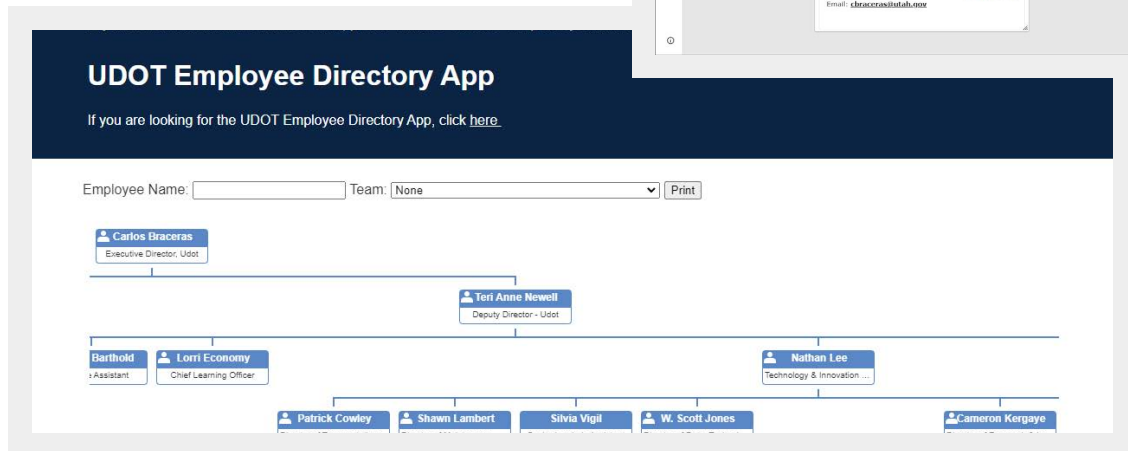 Email: cbraceras@utah.gov
UDOT Employee Directory App
If you are looking for the UDOT Employee Directory App, click here
Employee Name: Team: None Print
Carlos Braceras
Executive Director, Udot
Teri Anne Newell
Deputy Director - Udot
Barthold Lorri Economy Nathan Lee
Assistant Chief Learning Officer Technology & Innovation ...
Patrick Cowley Shawn Lambert Silvia Vigil W. Scott Jones Cameron Kergaye